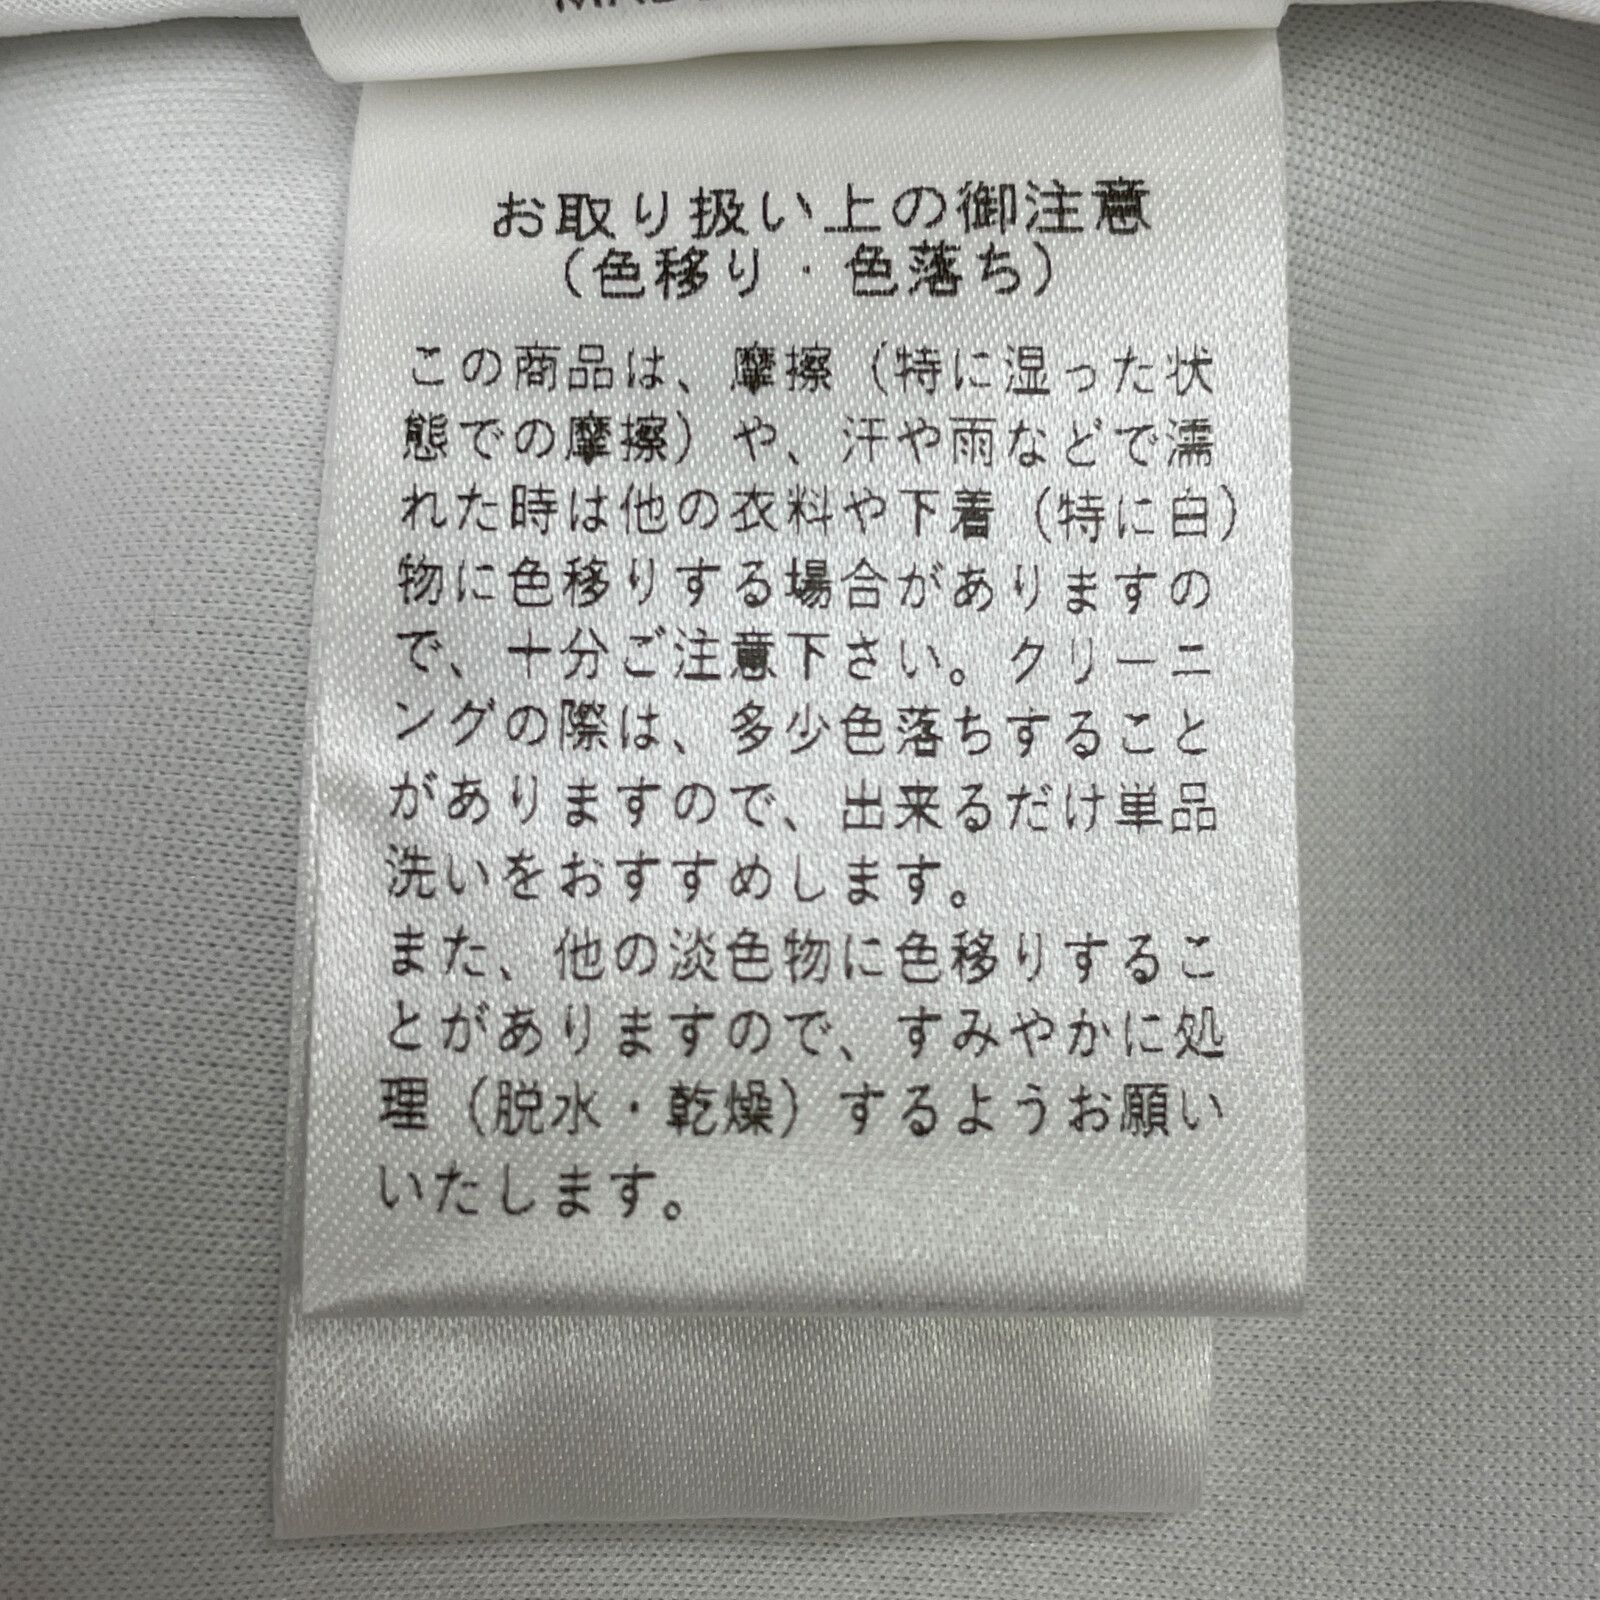 お取り扱い上の御注意
（色移り・色落ち）
この商品は、摩擦（特に湿った状
態での摩擦）や、汗や雨などで濡
れた時は他の衣料や下着（特に白）
物に色移りする場合がありますの
で、十分ご注意下さい。クリーニ
ングの際は、多少色落ちすること
がありますので、出来るだけ単品
洗いをおすすめします。
また、他の淡色物に色移りするこ
とがありますので、すみやかに処
理（脱水・乾燥）するようお願い
いたします。